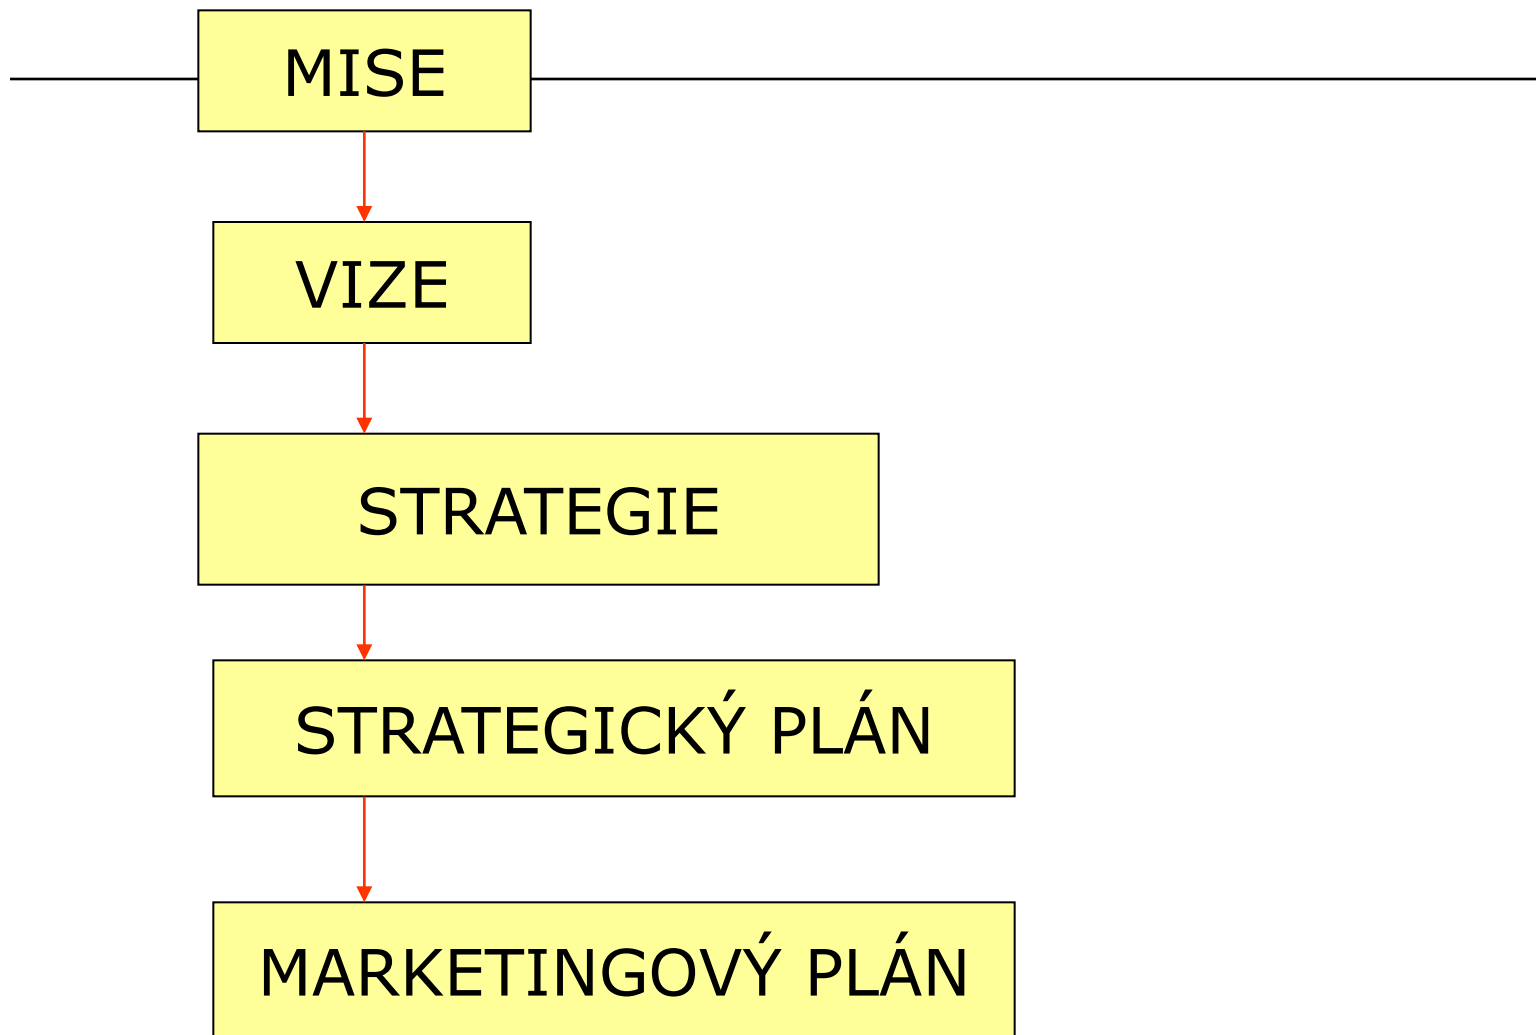 MISE
VIZE
STRATEGIE
STRATEGICKÝ PLÁN
MARKETINGOVÝ PLÁN